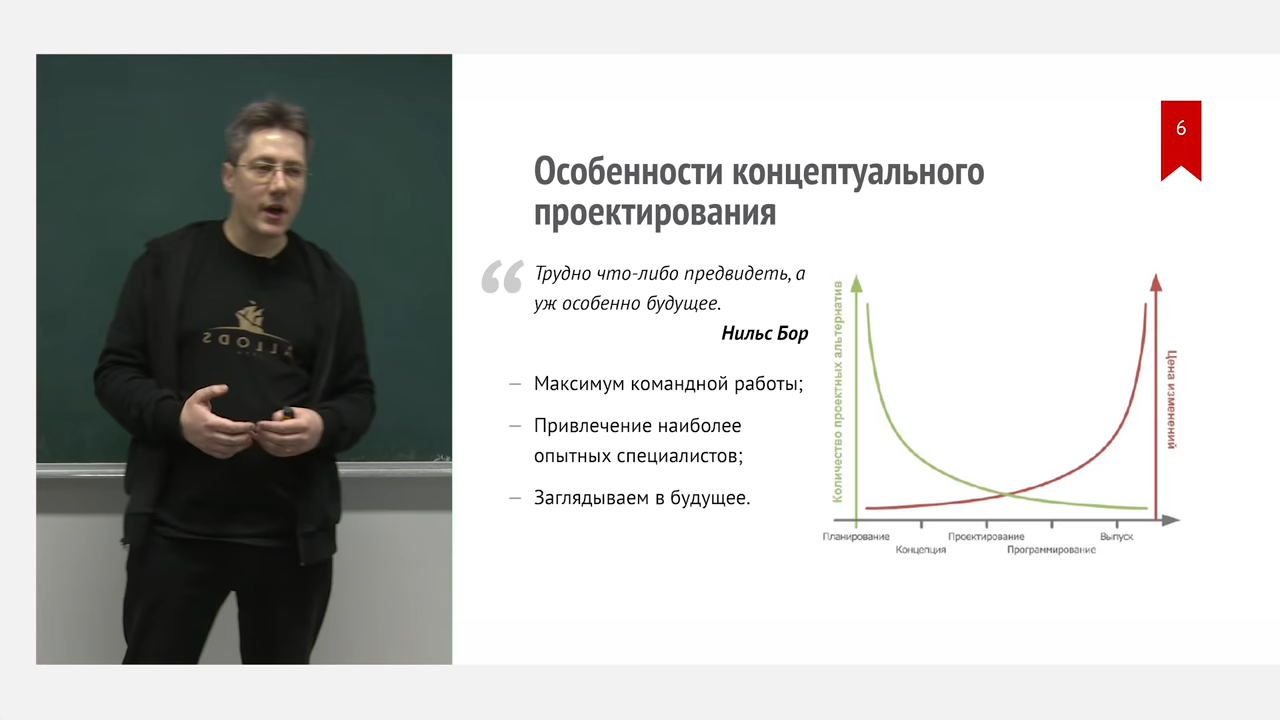 6
Особенности концептуального
проектирования
“
Трудно что-либо предвидеть, а
уж особенно будущее.
Нильс Бор
– Максимум командной работы;
– Привлечение наиболее
опытных специалистов;
– Заглядываем в будущее.
Количество проектных альтернатив
Цена изменений
Планирование
Концепция
Проектирование
Программирование
Выпуск
ALLODS